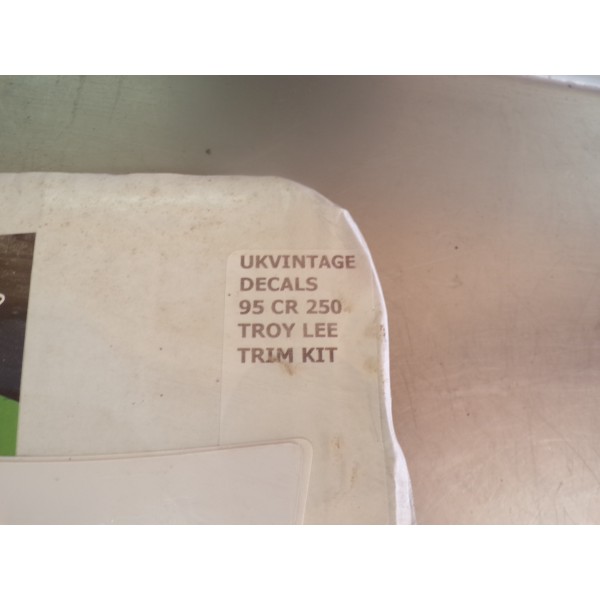 UKVINTAGE
DECALS
95 CR 250
TROY LEE
TRIM KIT